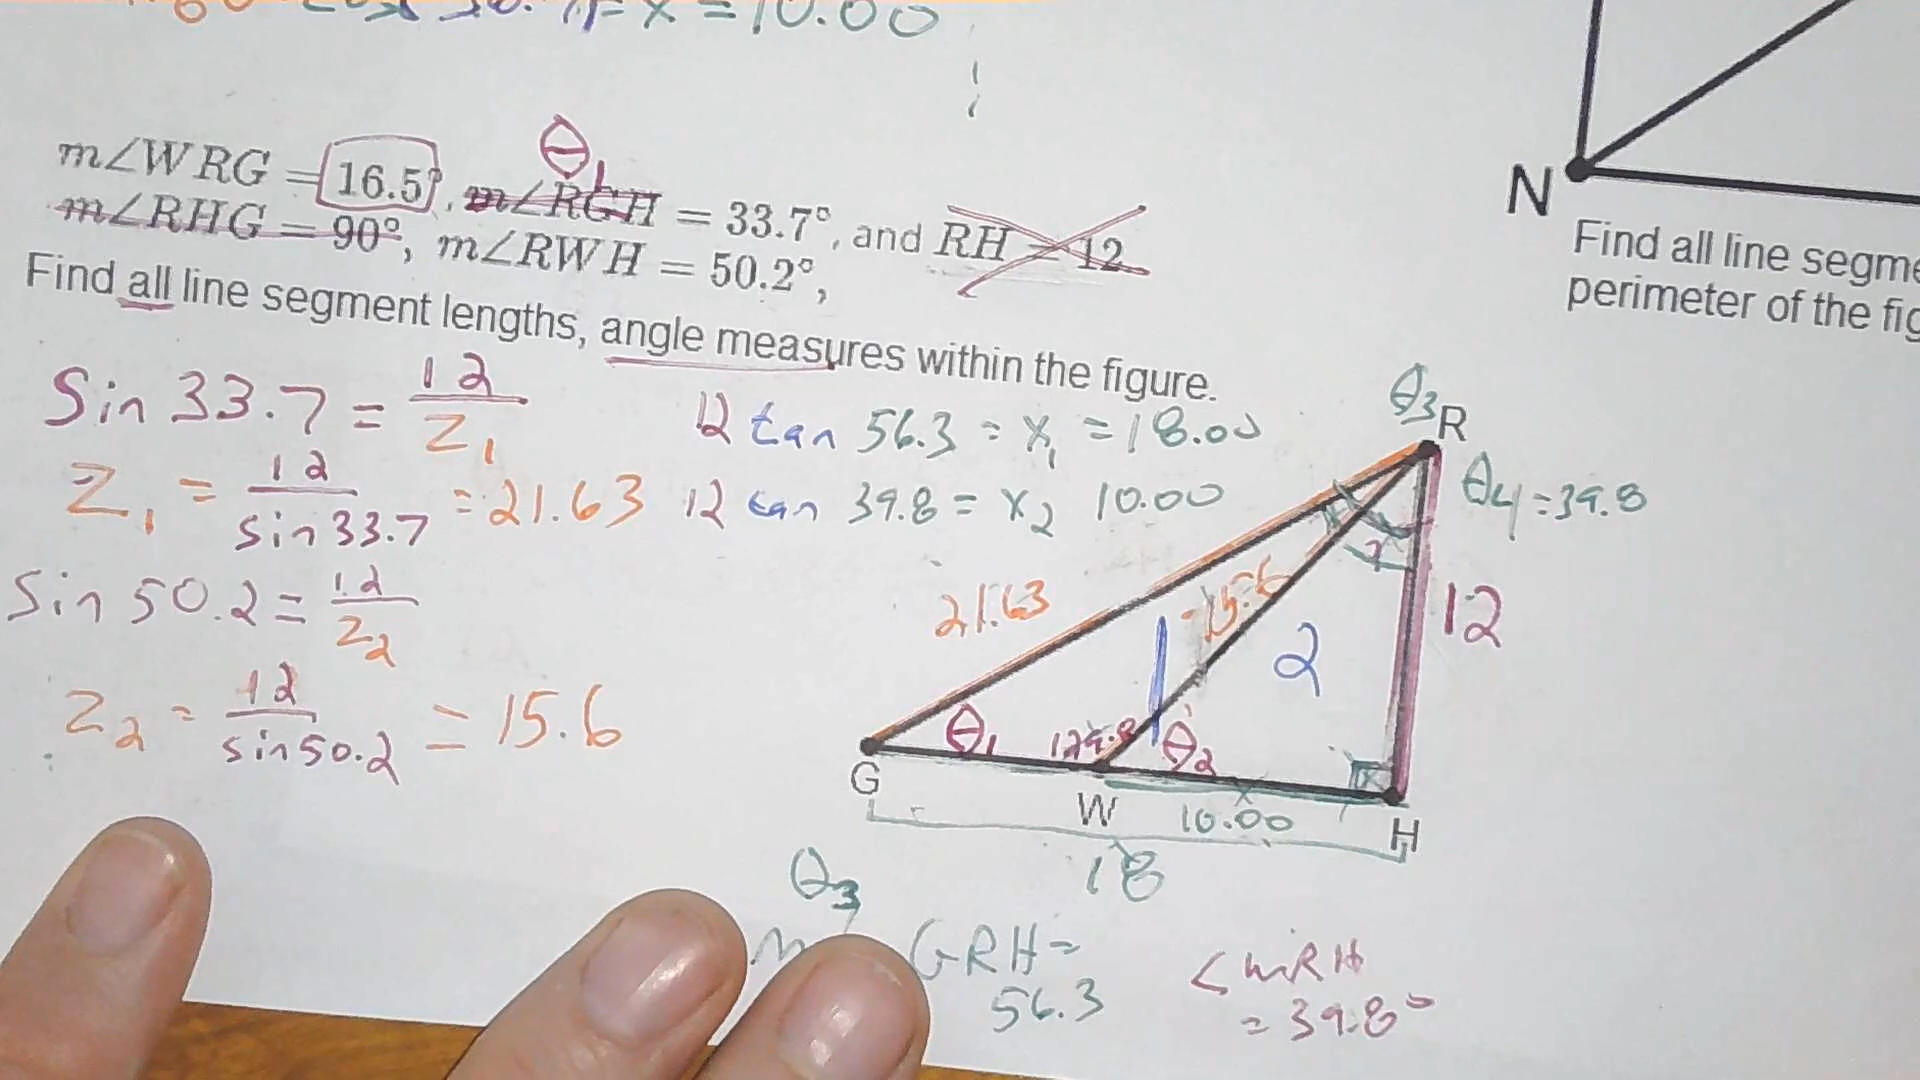 = x = 10.00
θ₁
m∠WRG = 16.5°, m∠RGH = 33.7°, and RH = 12
m∠RHG = 90°, m∠RWH = 50.2°,
Find all line segment lengths, angle measures within the figure.
Sin 33.7 = 12/Z₁
Z₁ = 12/sin 33.7 = 21.63
Sin 50.2 = 12/Z₂
Z₂ = 12/sin 50.2 = 15.6
12 tan 56.3 = x₁ = 18.00
12 tan 39.8 = x₂ 10.00
θ₃ R
θ₄ = 39.8
21.63
15.6
12
1
2
θ₁
129.8
θ₂
G
W
10.00
H
18
θ₃
GRH =
56.3
∠WRH
= 39.8°
N
Find all line segme
perimeter of the fig